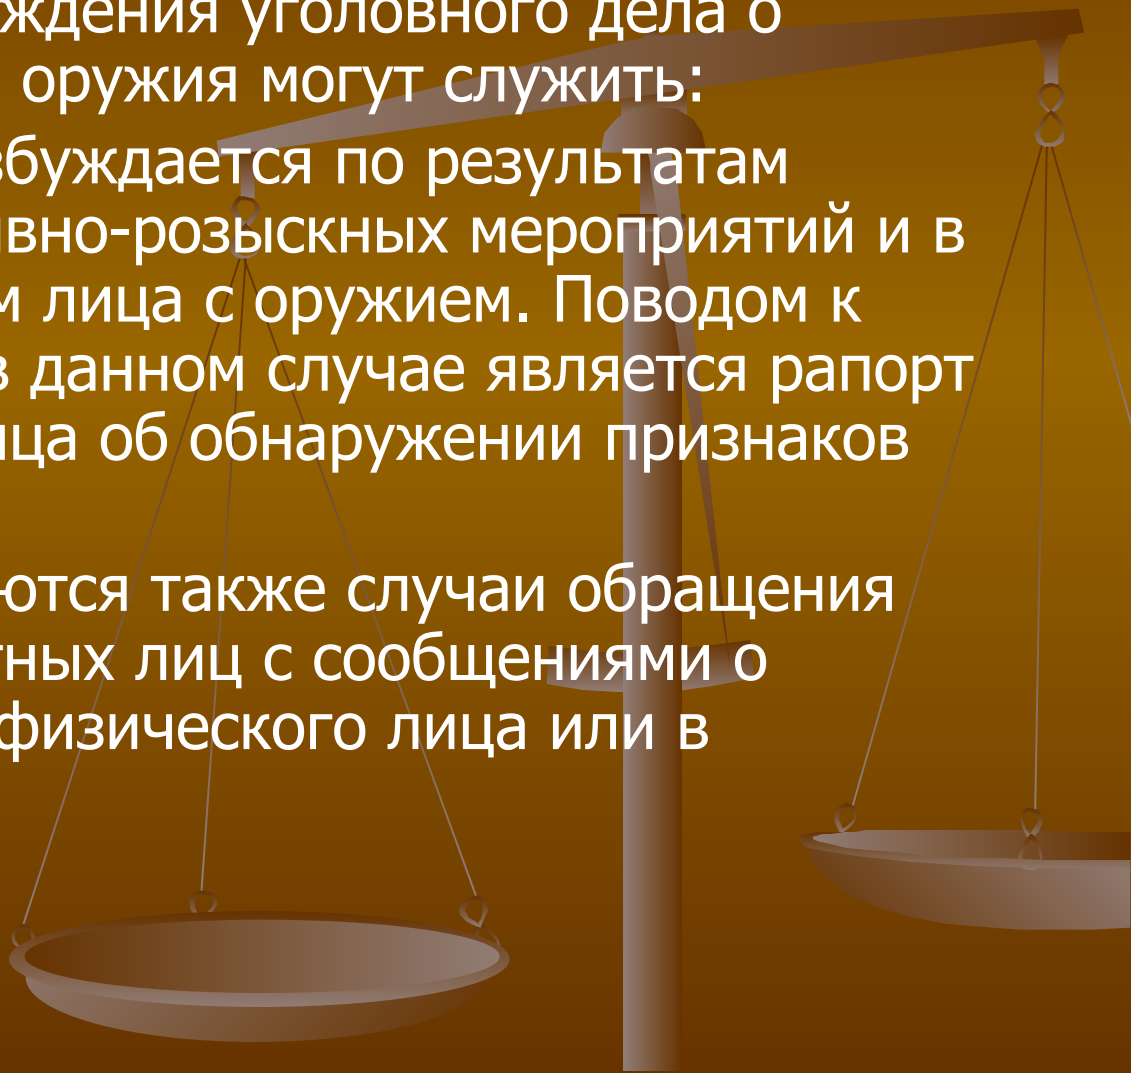 ждения уголовного дела о
оружия могут служить:
збуждается по результатам
ивно-розыскных мероприятий и в
м лица с оружием. Поводом к
в данном случае является рапорт
ица об обнаружении признаков
ются также случаи обращения
тных лиц с сообщениями о
физического лица или в